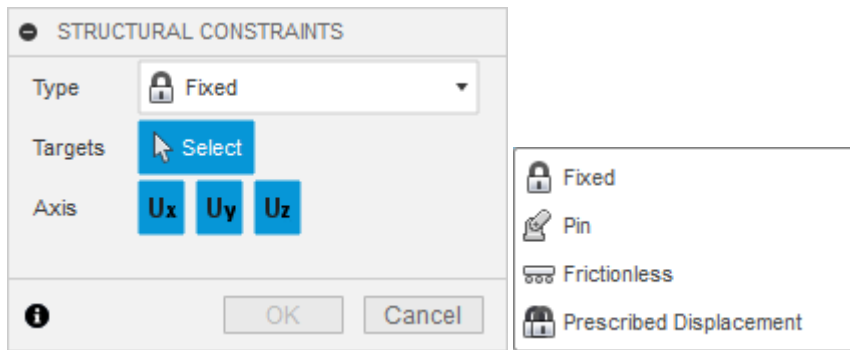 STRUCTURAL CONSTRAINTS
Type Fixed
Targets Select
Axis Ux Uy Uz
OK Cancel
Fixed
Pin
Frictionless
Prescribed Displacement